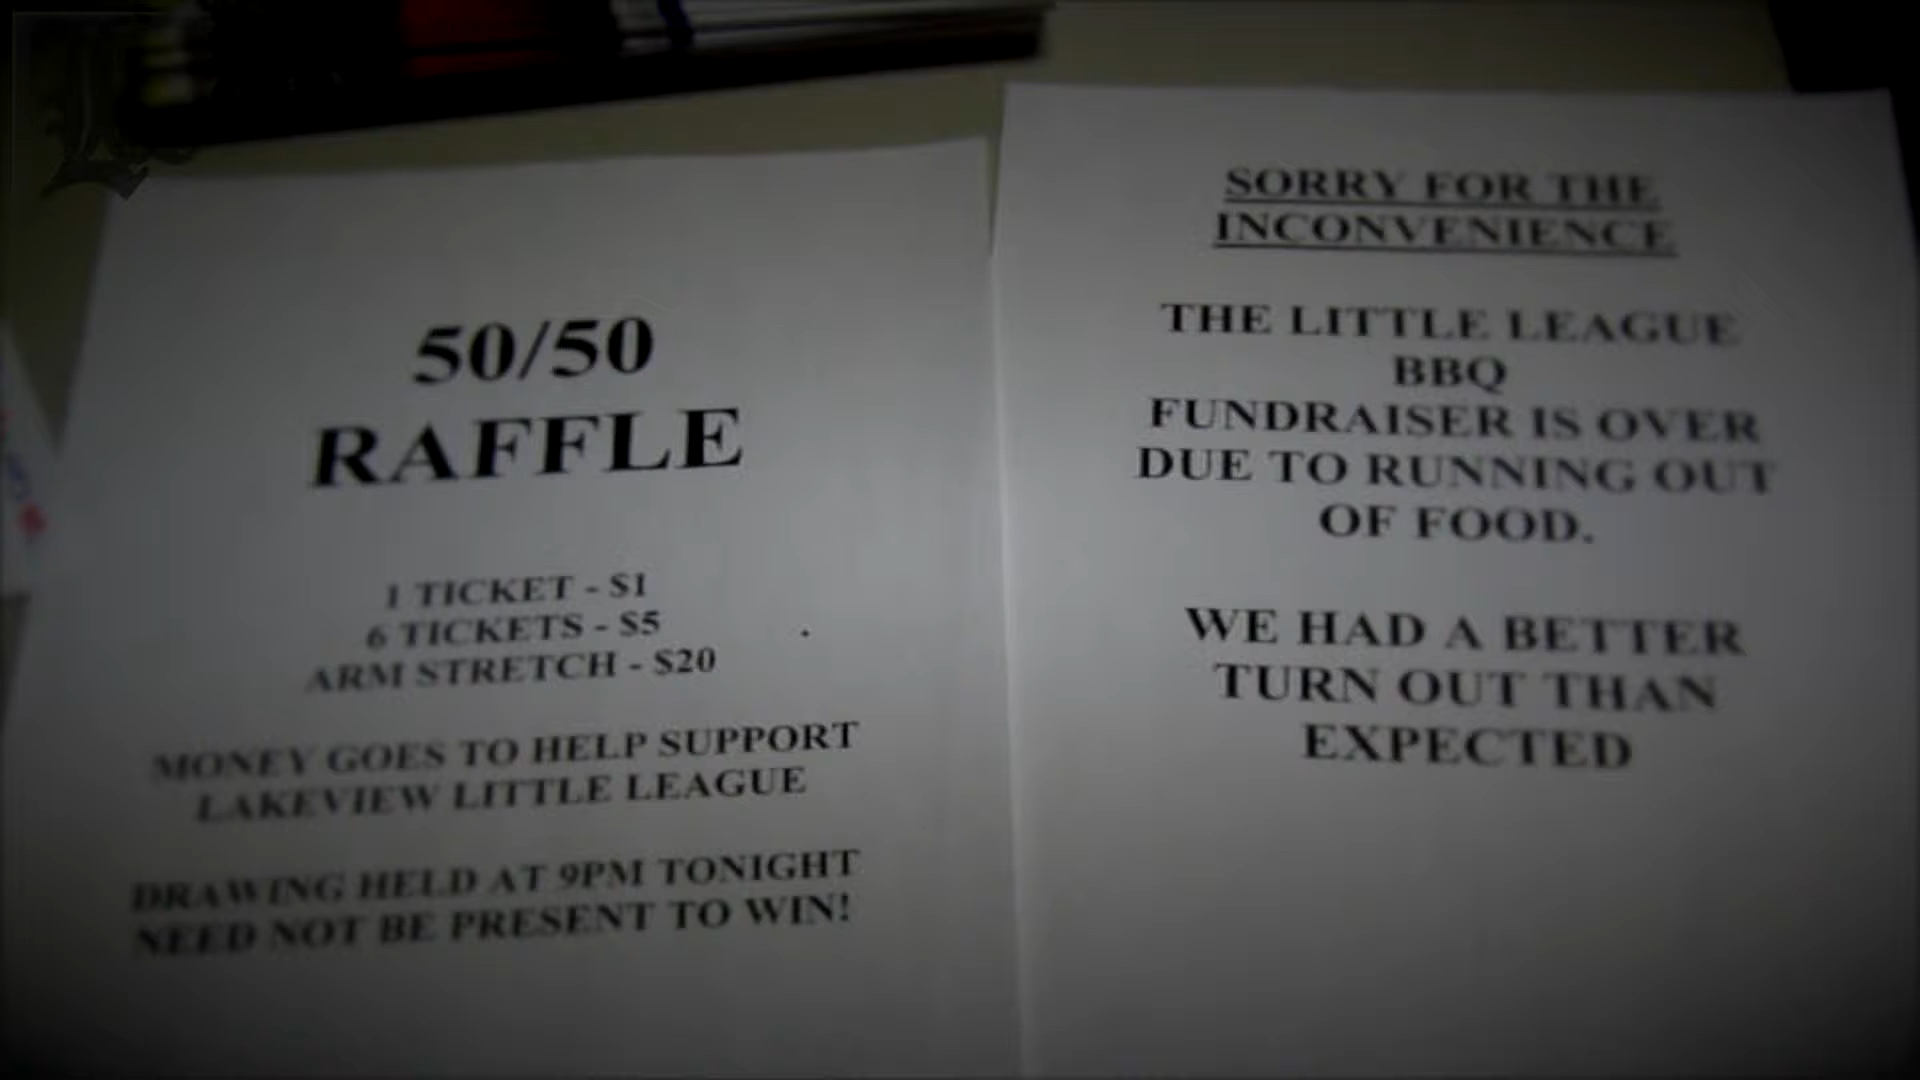 50/50
RAFFLE
1 TICKET - $1
6 TICKETS - $5
ARM STRETCH - $20
MONEY GOES TO HELP SUPPORT
LAKEVIEW LITTLE LEAGUE
DRAWING HELD AT 9PM TONIGHT
NEED NOT BE PRESENT TO WIN!
SORRY FOR THE
INCONVENIENCE
THE LITTLE LEAGUE
BBQ
FUNDRAISER IS OVER
DUE TO RUNNING OUT
OF FOOD.
WE HAD A BETTER
TURN OUT THAN
EXPECTED